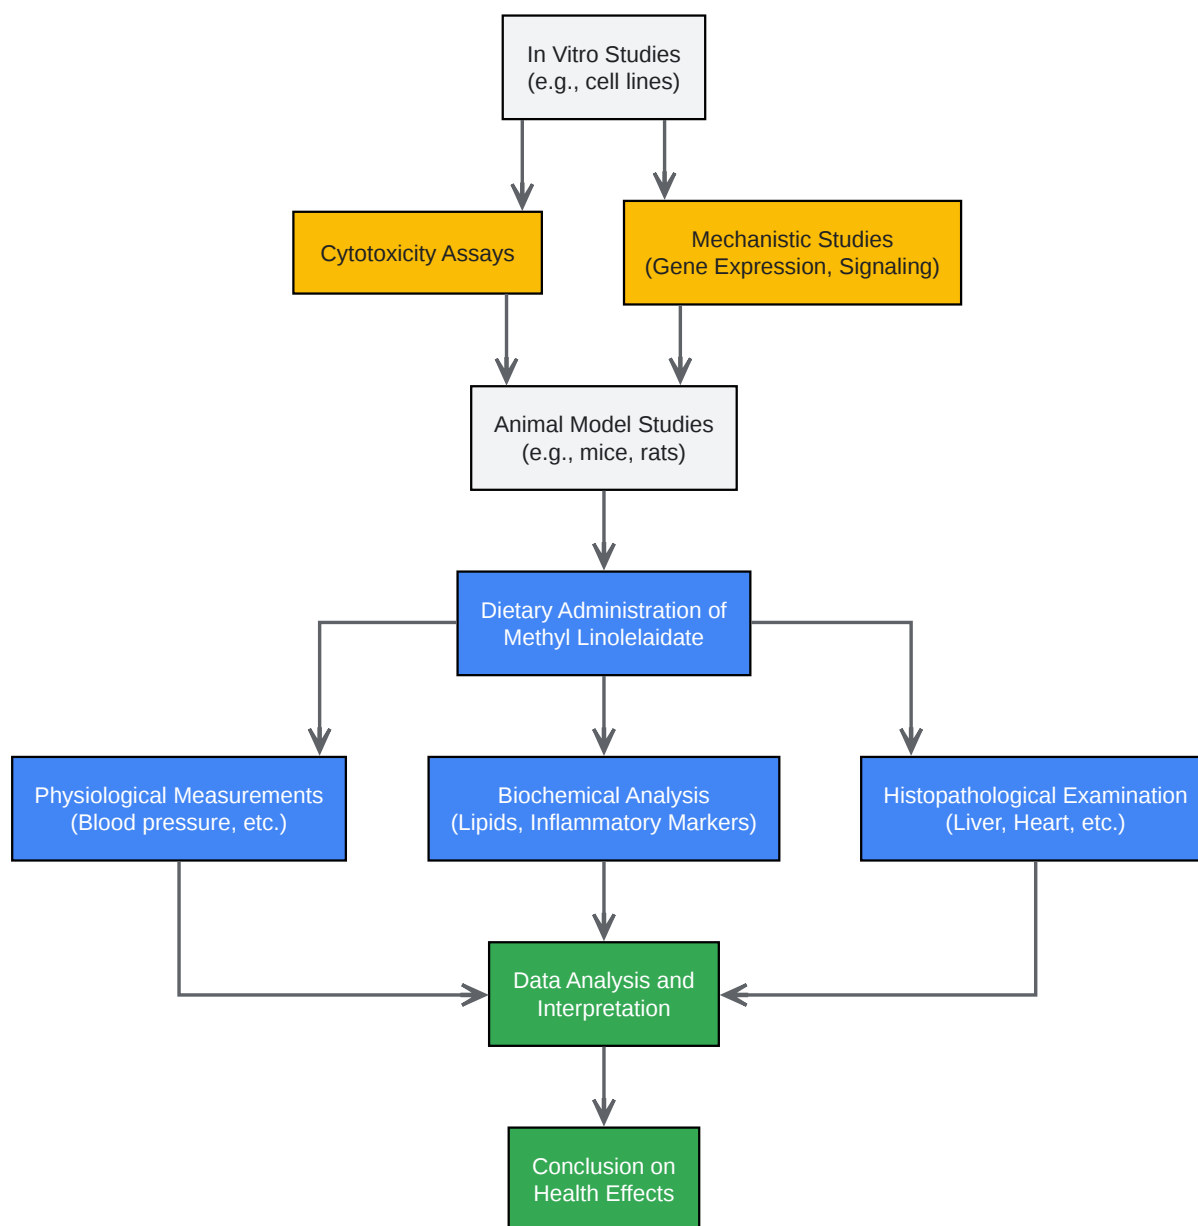 In Vitro Studies
(e.g., cell lines)
Cytotoxicity Assays
Mechanistic Studies
(Gene Expression, Signaling)
Animal Model Studies
(e.g., mice, rats)
Dietary Administration of
Methyl Linolelaidate
Physiological Measurements
(Blood pressure, etc.)
Biochemical Analysis
(Lipids, Inflammatory Markers)
Histopathological Examination
(Liver, Heart, etc.)
Data Analysis and
Interpretation
Conclusion on
Health Effects